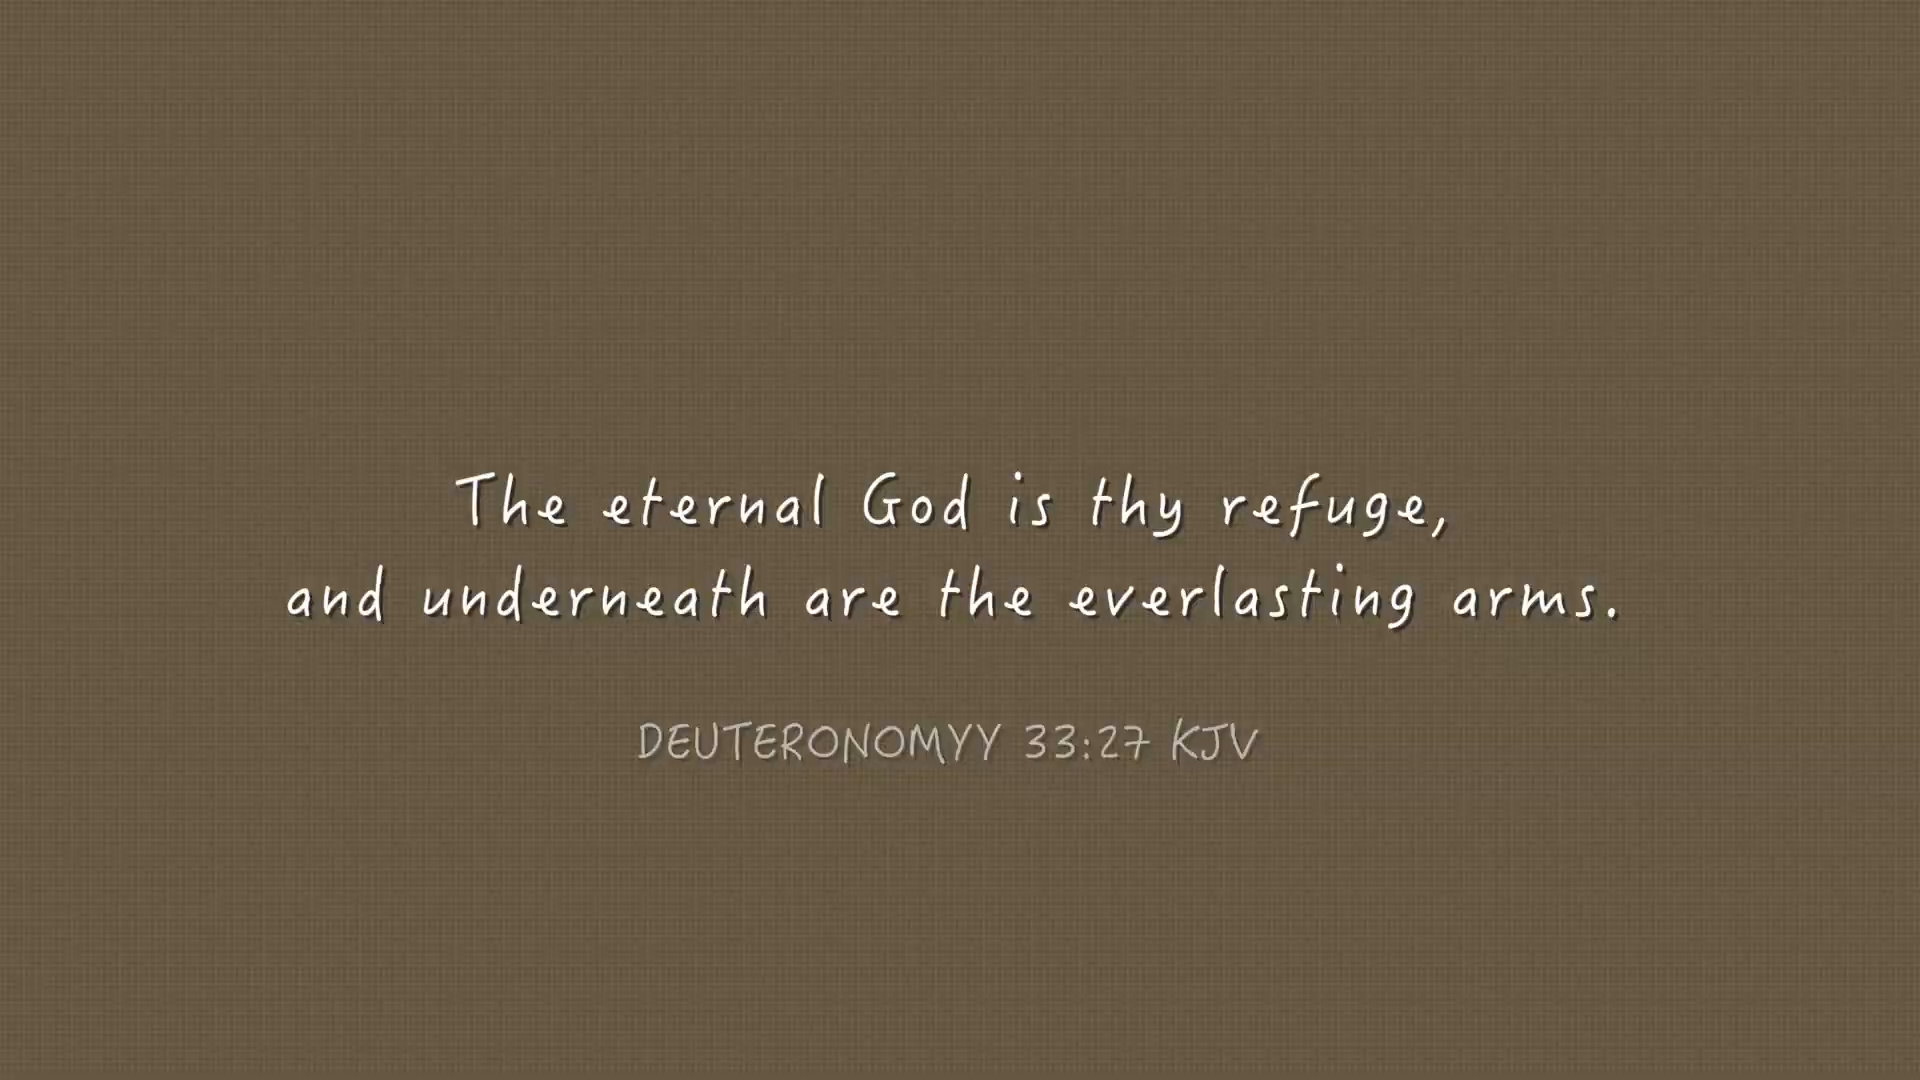 The eternal God is thy refuge,
and underneath are the everlasting arms.
DEUTERONOMYY 33:27 KJV